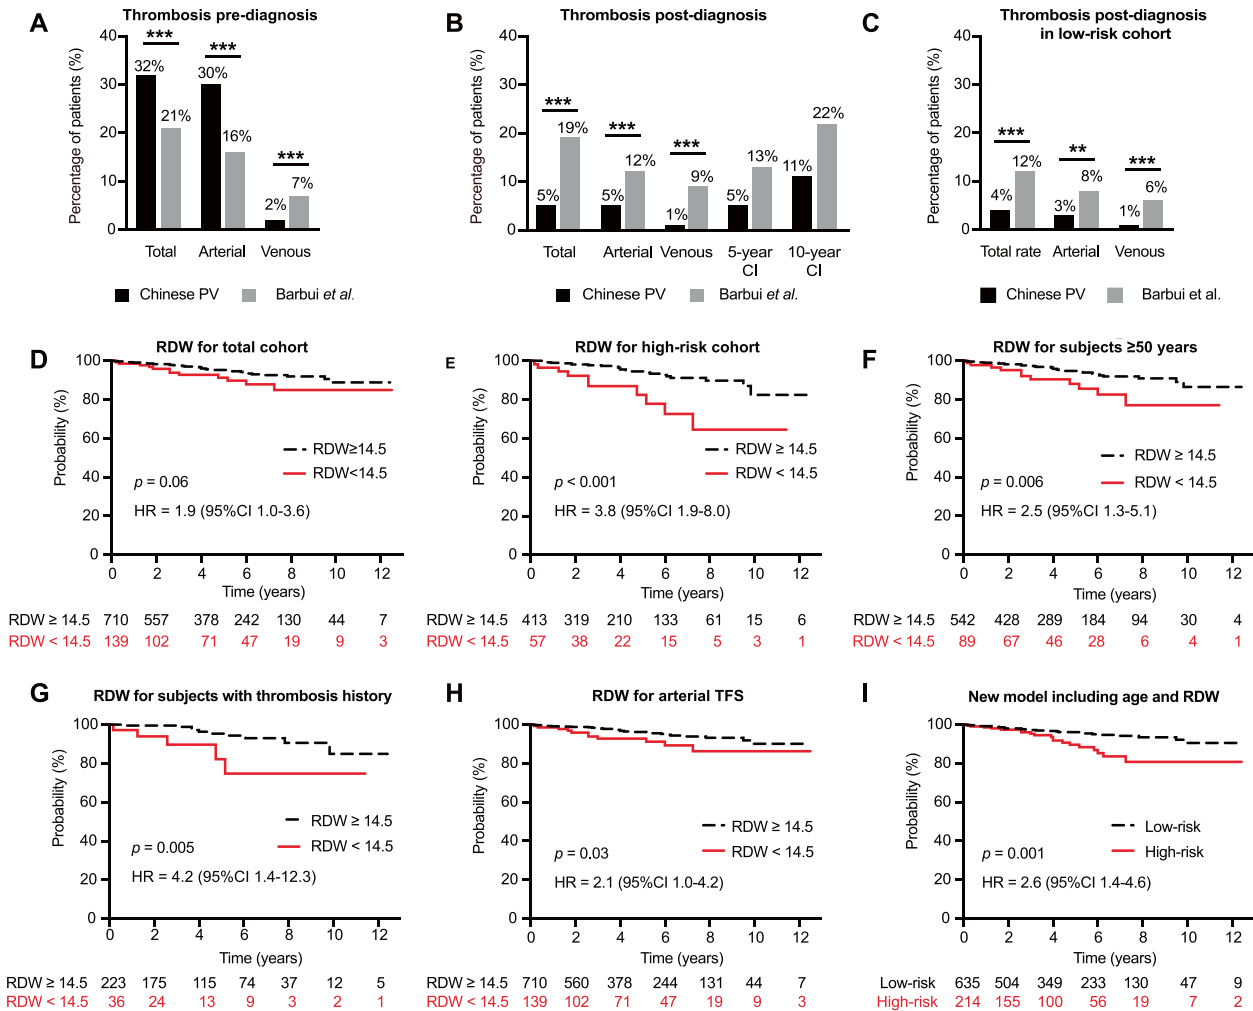 A
Thrombosis pre-diagnosis
Percentage of patients (%)
40
30
20
10
0
***
32%
21%
***
30%
16%
***
2%
7%
Total
Arterial
Venous
Chinese PV
Barbui et al.
B
Thrombosis post-diagnosis
Percentage of patients (%)
40
30
20
10
0
***
5%
19%
***
5%
12%
***
1%
9%
5%
13%
11%
22%
Total
Arterial
Venous
5-year
CI
10-year
CI
Chinese PV
Barbui et al.
C
Thrombosis post-diagnosis
in low-risk cohort
Percentage of patients (%)
40
30
20
10
0
***
4%
12%
**
3%
8%
***
1%
6%
Total rate
Arterial
Venous
Chinese PV
Barbui et al.
D
RDW for total cohort
Probability (%)
100
80
60
40
20
0
RDW≥14.5
RDW<14.5
p = 0.06
HR = 1.9 (95%CI 1.0-3.6)
0 2 4 6 8 10 12
Time (years)
RDW ≥ 14.5 710 557 378 242 130 44 7
RDW < 14.5 139 102 71 47 19 9 3
E
RDW for high-risk cohort
Probability (%)
100
80
60
40
20
0
RDW ≥ 14.5
RDW < 14.5
p < 0.001
HR = 3.8 (95%CI 1.9-8.0)
0 2 4 6 8 10 12
Time (years)
RDW ≥ 14.5 413 319 210 133 61 15 6
RDW < 14.5 57 38 22 15 5 3 1
F
RDW for subjects ≥50 years
Probability (%)
100
80
60
40
20
0
RDW ≥ 14.5
RDW < 14.5
p = 0.006
HR = 2.5 (95%CI 1.3-5.1)
0 2 4 6 8 10 12
Time (years)
RDW ≥ 14.5 542 428 289 184 94 30 4
RDW < 14.5 89 67 46 28 6 4 1
G
RDW for subjects with thrombosis history
Probability (%)
100
80
60
40
20
0
RDW ≥ 14.5
RDW < 14.5
p = 0.005
HR = 4.2 (95%CI 1.4-12.3)
0 2 4 6 8 10 12
Time (years)
RDW ≥ 14.5 223 175 115 74 37 12 5
RDW < 14.5 36 24 13 9 3 2 1
H
RDW for arterial TFS
Probability (%)
100
80
60
40
20
0
RDW ≥ 14.5
RDW < 14.5
p = 0.03
HR = 2.1 (95%CI 1.0-4.2)
0 2 4 6 8 10 12
Time (years)
RDW ≥ 14.5 710 560 378 244 131 44 7
RDW < 14.5 139 102 71 47 19 9 3
I
New model including age and RDW
Probability (%)
100
80
60
40
20
0
Low-risk
High-risk
p = 0.001
HR = 2.6 (95%CI 1.4-4.6)
0 2 4 6 8 10 12
Time (years)
Low-risk 635 504 349 233 130 47 9
High-risk 214 155 100 56 19 7 2